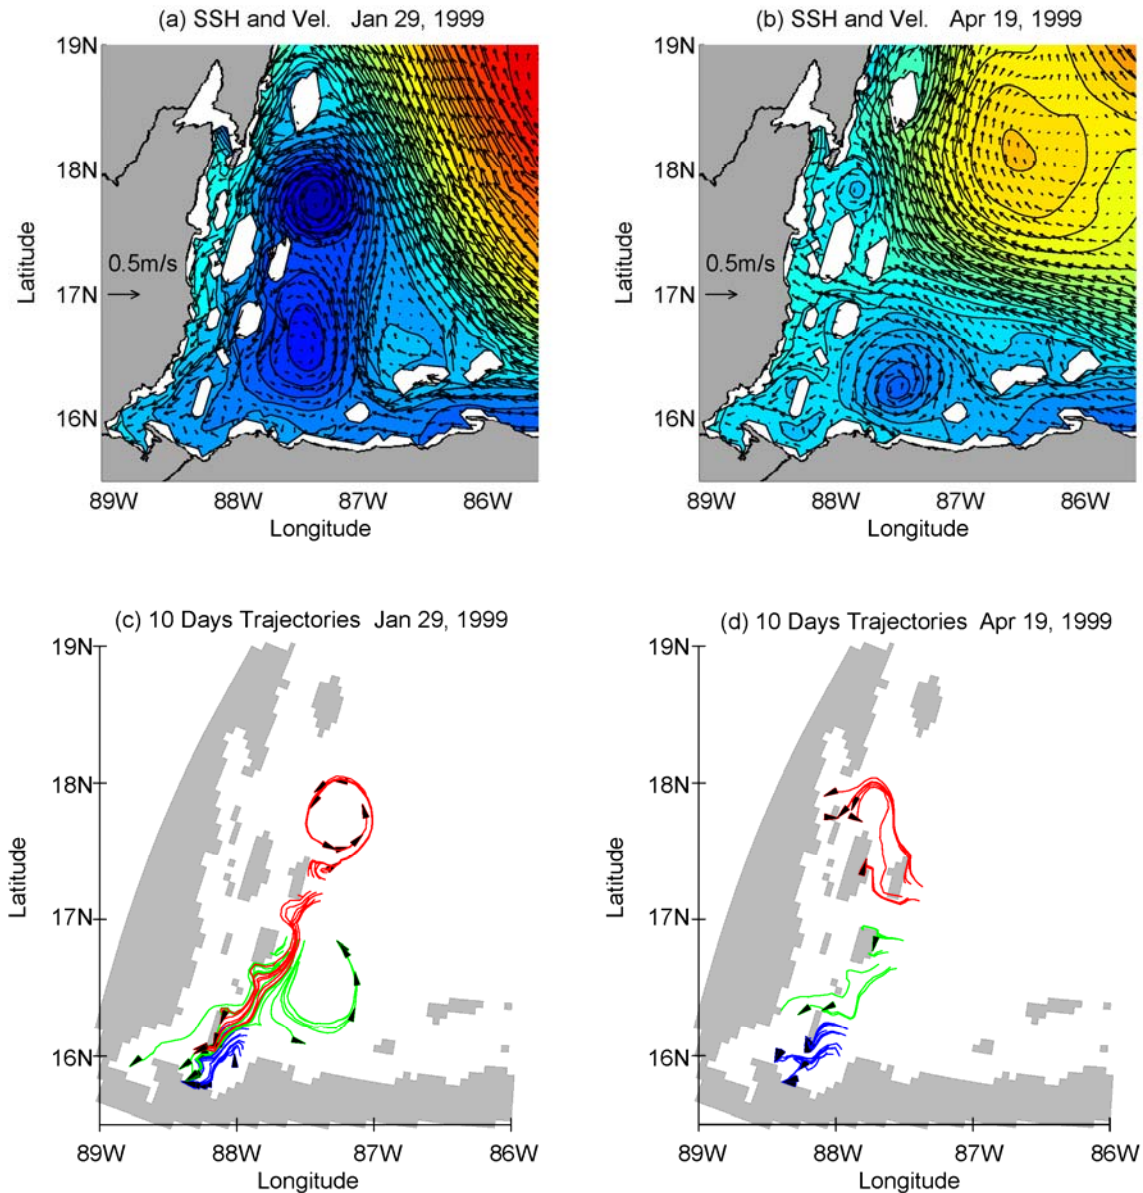 (a) SSH and Vel. Jan 29, 1999
19N
18N
17N
16N
Latitude
0.5m/s
89W 88W 87W 86W
Longitude
(b) SSH and Vel. Apr 19, 1999
19N
18N
17N
16N
Latitude
0.5m/s
89W 88W 87W 86W
Longitude
(c) 10 Days Trajectories Jan 29, 1999
19N
18N
17N
16N
Latitude
89W 88W 87W 86W
Longitude
(d) 10 Days Trajectories Apr 19, 1999
19N
18N
17N
16N
Latitude
89W 88W 87W 86W
Longitude